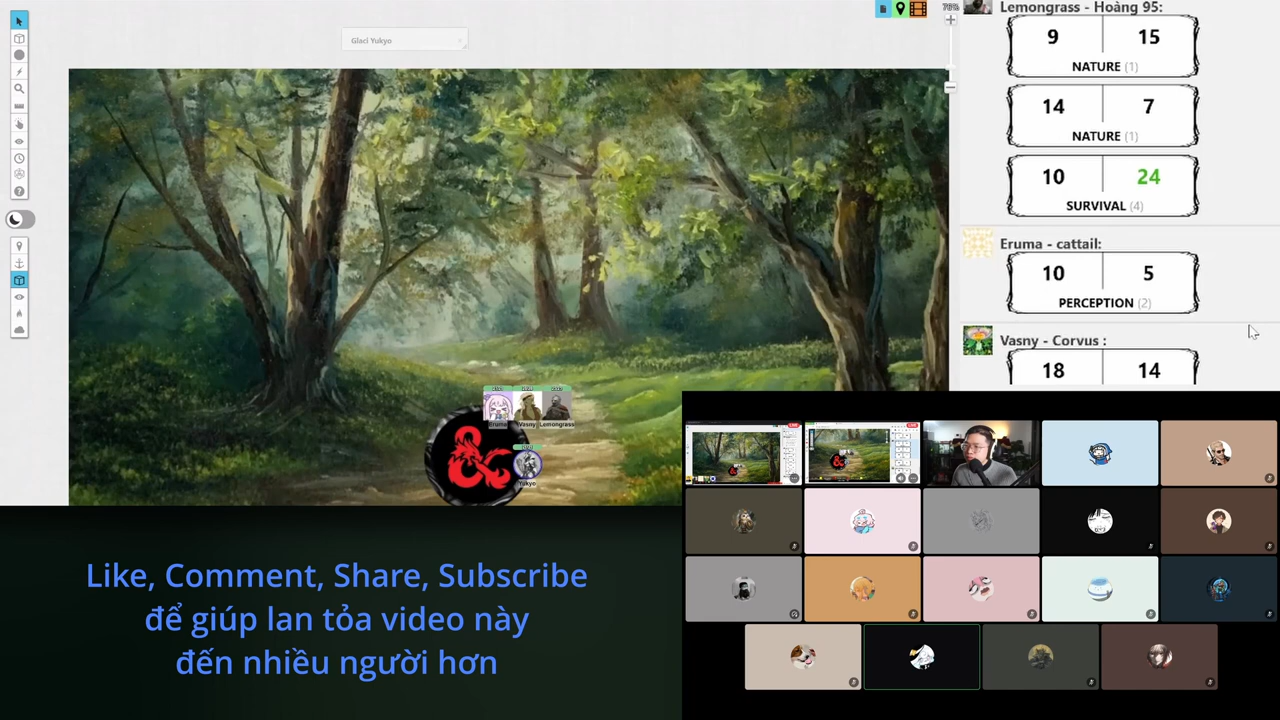 Glaci Yukyo
76%
Lemongrass - Hoàng 95:
9 15
NATURE (1)
14 7
NATURE (1)
10 24
SURVIVAL (4)
Eruma - cattail:
10 5
PERCEPTION (2)
Vasny - Corvus :
18 14
Eruma Vasny Lemongrass
Yukyo
Like, Comment, Share, Subscribe
để giúp lan tỏa video này
đến nhiều người hơn